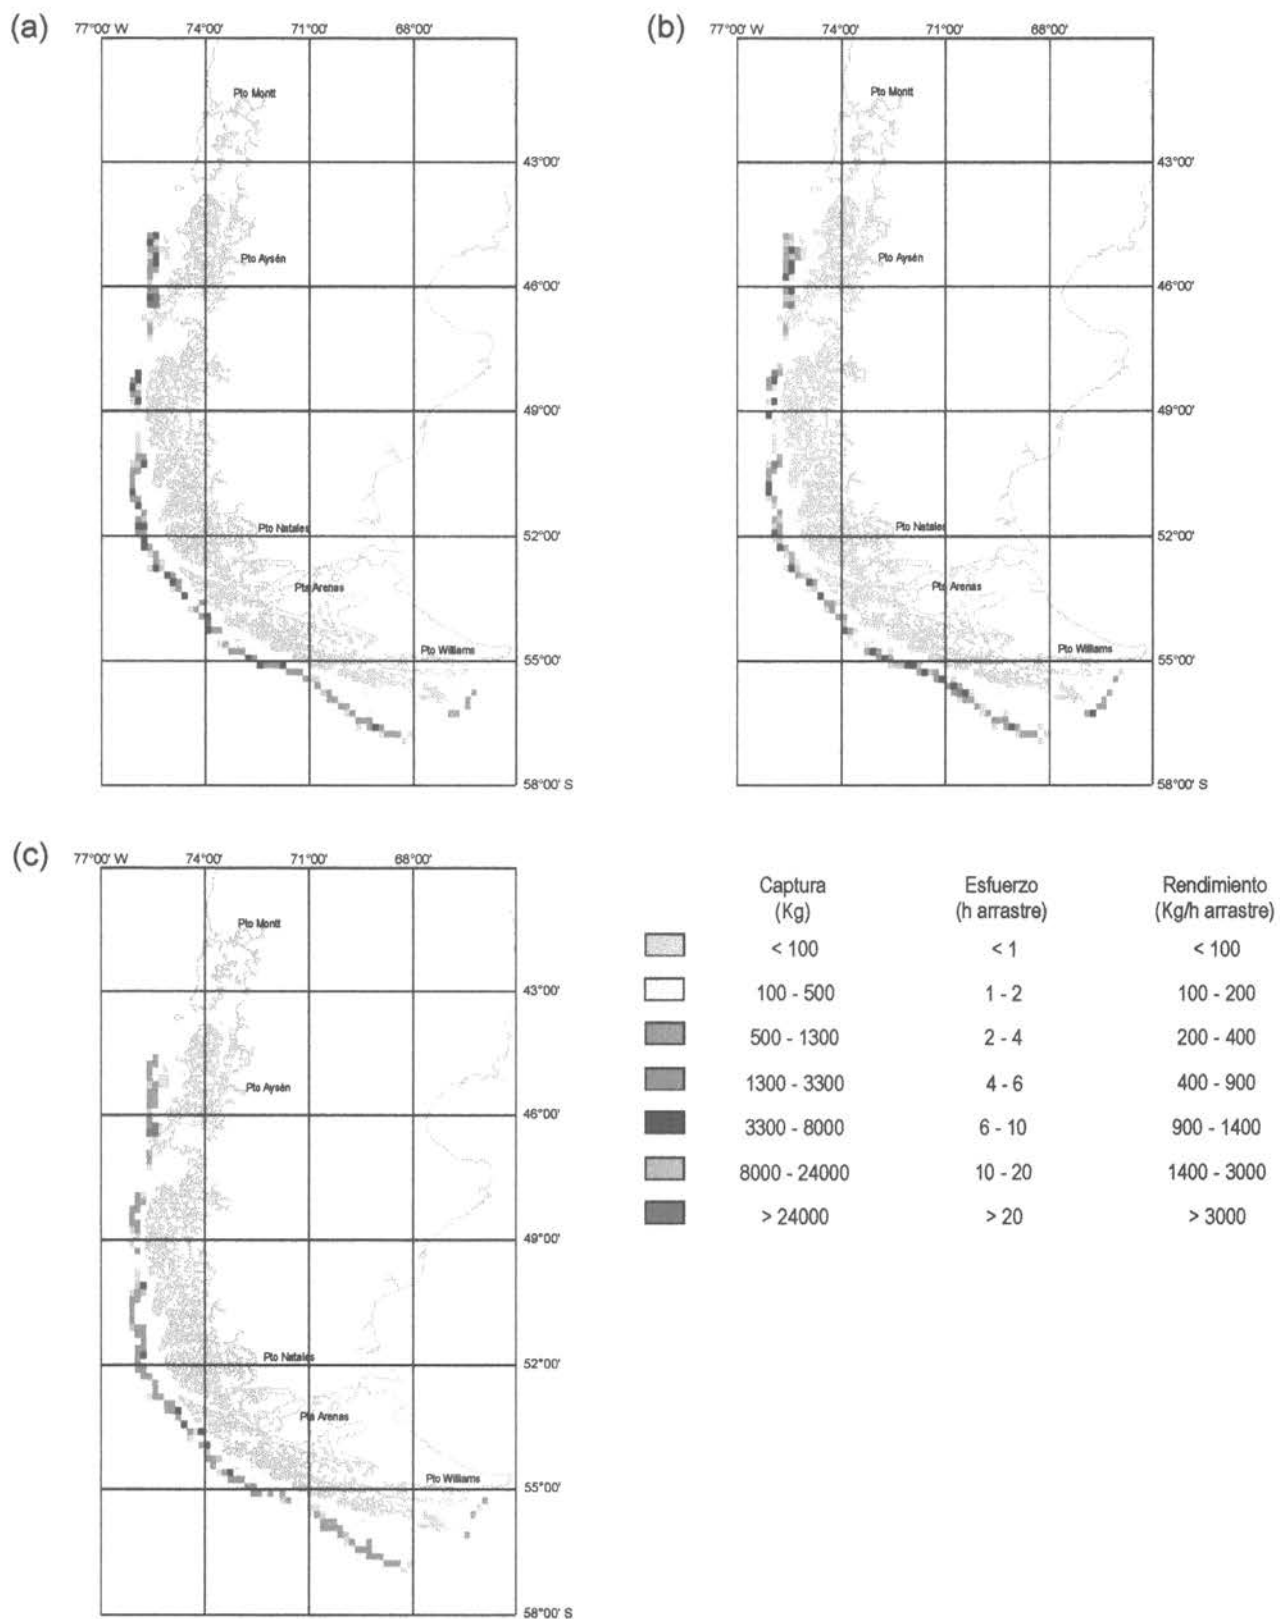 (a)
77°00' W 74°00' 71°00' 68°00'
Pto Montt
43°00'
Pto Aysén
46°00'
49°00'
Pto Natales
52°00'
Pta Arenas
Pto Williams
55°00'
58°00' S
(b)
77°00' W 74°00' 71°00' 68°00'
Pto Montt
43°00'
Pto Aysén
46°00'
49°00'
Pto Natales
52°00'
Pta Arenas
Pto Williams
55°00'
58°00' S
(c)
77°00' W 74°00' 71°00' 68°00'
Pto Montt
43°00'
Pto Aysén
46°00'
49°00'
Pto Natales
52°00'
Pta Arenas
Pto Williams
55°00'
58°00' S
Captura Esfuerzo Rendimiento
(Kg) (h arrastre) (Kg/h arrastre)
< 100 < 1 < 100
100 - 500 1 - 2 100 - 200
500 - 1300 2 - 4 200 - 400
1300 - 3300 4 - 6 400 - 900
3300 - 8000 6 - 10 900 - 1400
8000 - 24000 10 - 20 1400 - 3000
> 24000 > 20 > 3000